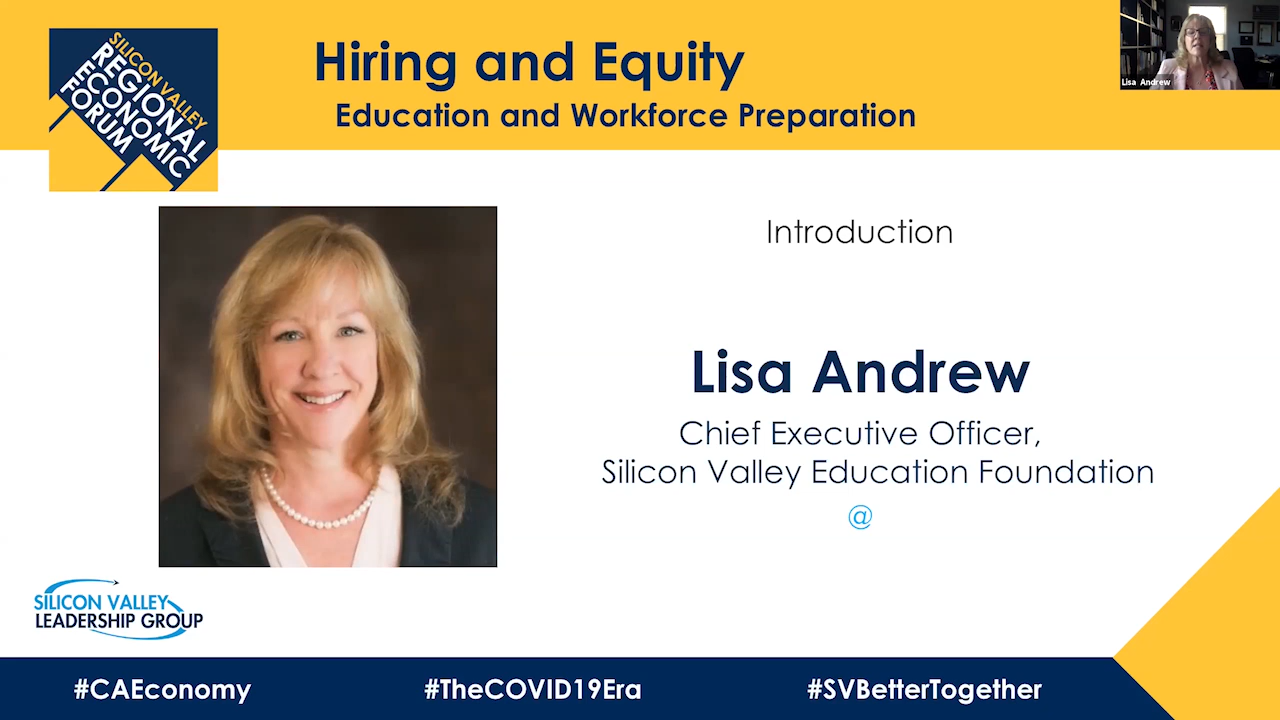 SILICON VALLEY
REGIONAL
ECONOMIC
FORUM
Hiring and Equity
Education and Workforce Preparation
Lisa Andrew
Introduction
Lisa Andrew
Chief Executive Officer,
Silicon Valley Education Foundation
@
SILICON VALLEY
LEADERSHIP GROUP
#CAEconomy
#TheCOVID19Era
#SVBetterTogether